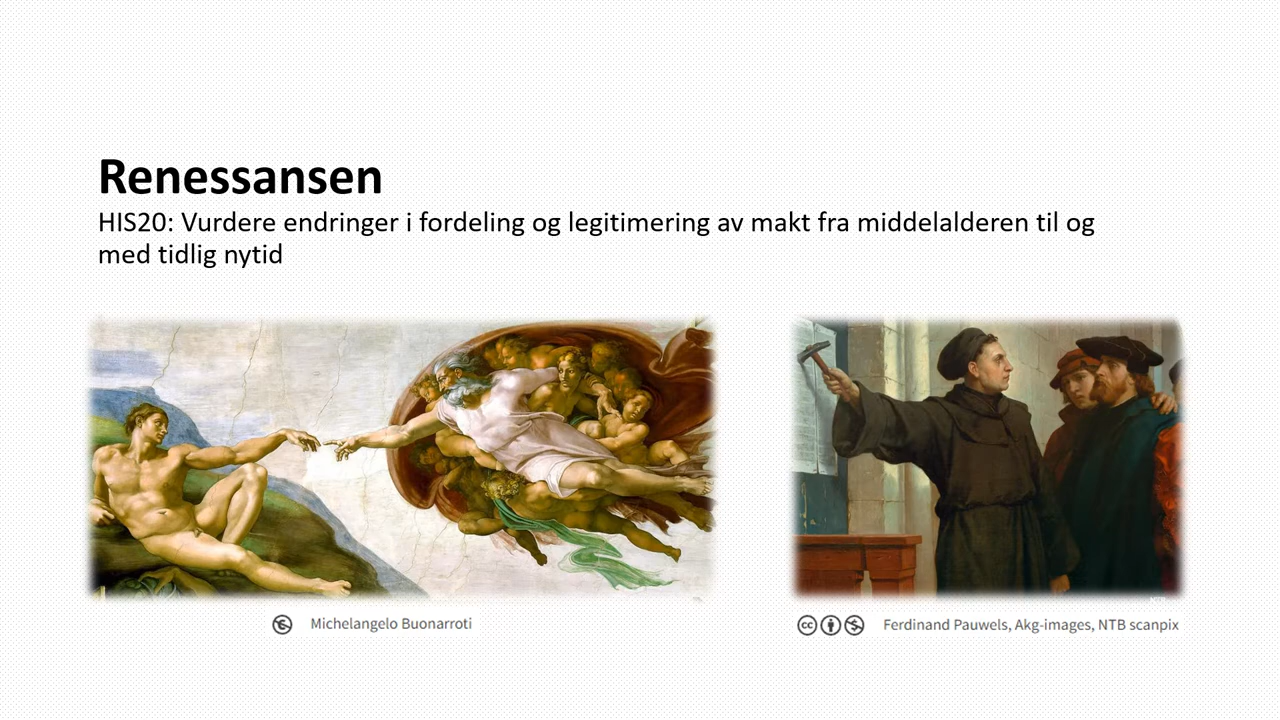 Renessansen
HIS20: Vurdere endringer i fordeling og legitimering av makt fra middelalderen til og
med tidlig nytid
Michelangelo Buonarroti
Ferdinand Pauwels, Akg-images, NTB scanpix